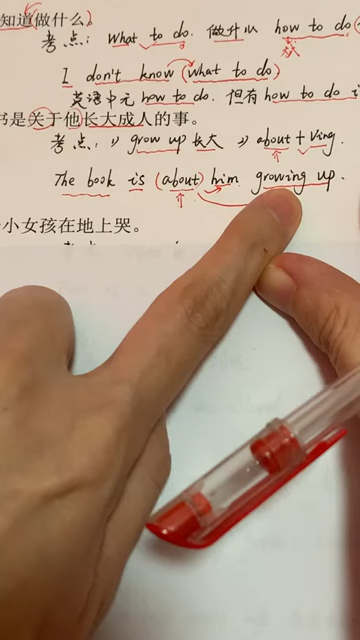 知道做什么。
考点: what to do. 做什么 how to do
I don't know (what to do)
英语中无 how to do. 但有 how to do i
书是关于他长大成人的事。
考点: 1) grow up 长大 2) about + Ving.
The book is (about) him growing up.
小女孩在地上哭。